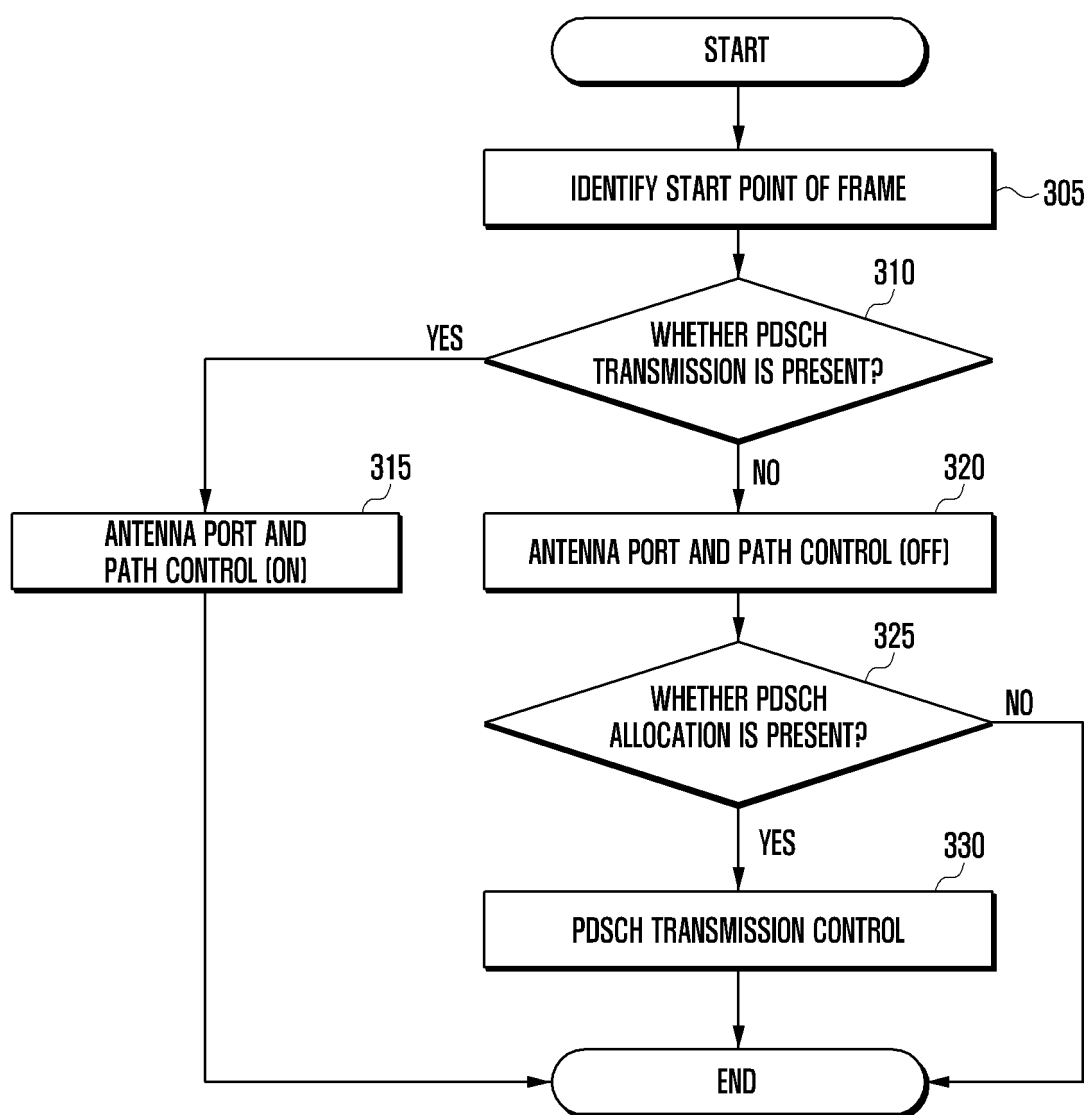 START
IDENTIFY START POINT OF FRAME
305
310
WHETHER PDSCH
TRANSMISSION IS PRESENT?
YES
NO
315
ANTENNA PORT AND
PATH CONTROL (ON)
320
ANTENNA PORT AND PATH CONTROL (OFF)
325
WHETHER PDSCH
ALLOCATION IS PRESENT?
NO
YES
330
PDSCH TRANSMISSION CONTROL
END